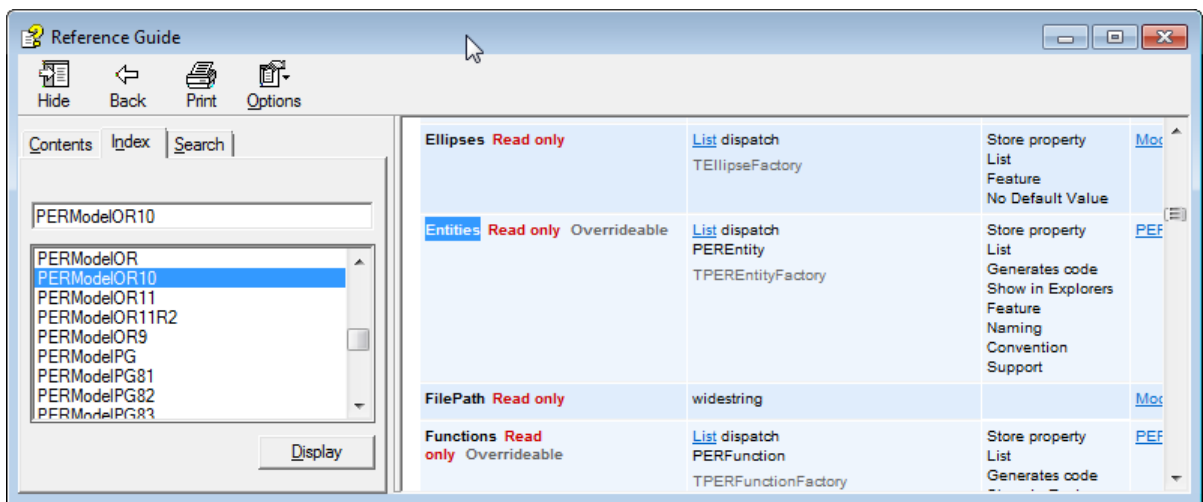 Reference Guide
Hide Back Print Options
Contents Index Search
PERModelOR10
PERModelOR
PERModelOR10
PERModelOR11
PERModelOR11R2
PERModelOR9
PERModelPG
PERModelPG81
PERModelPG82
PERModelPG83
Display
Ellipses Read only
List dispatch
TEllipseFactory
Store property
List
Feature
No Default Value
Entities Read only Overrideable
List dispatch
PEREntity
TPEREntityFactory
Store property
List
Generates code
Show in Explorers
Feature
Naming
Convention
Support
PER
FilePath Read only
widestring
Functions Read
only Overrideable
List dispatch
PERFunction
TPERFunctionFactory
Store property
List
Generates code
PER